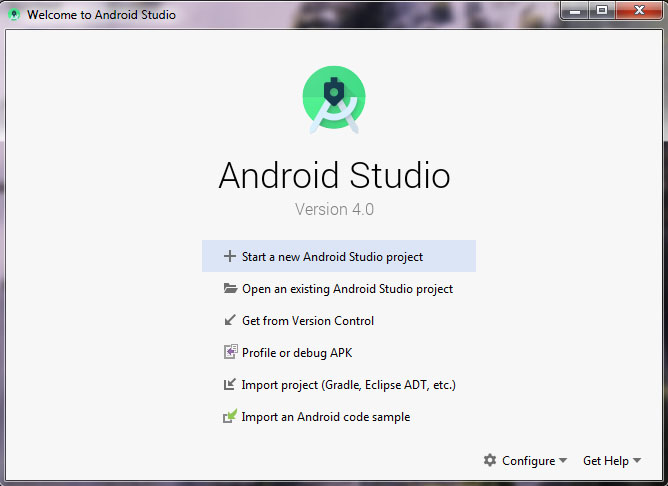 Welcome to Android Studio
Android Studio
Version 4.0
Start a new Android Studio project
Open an existing Android Studio project
Get from Version Control
Profile or debug APK
Import project (Gradle, Eclipse ADT, etc.)
Import an Android code sample
Configure Get Help